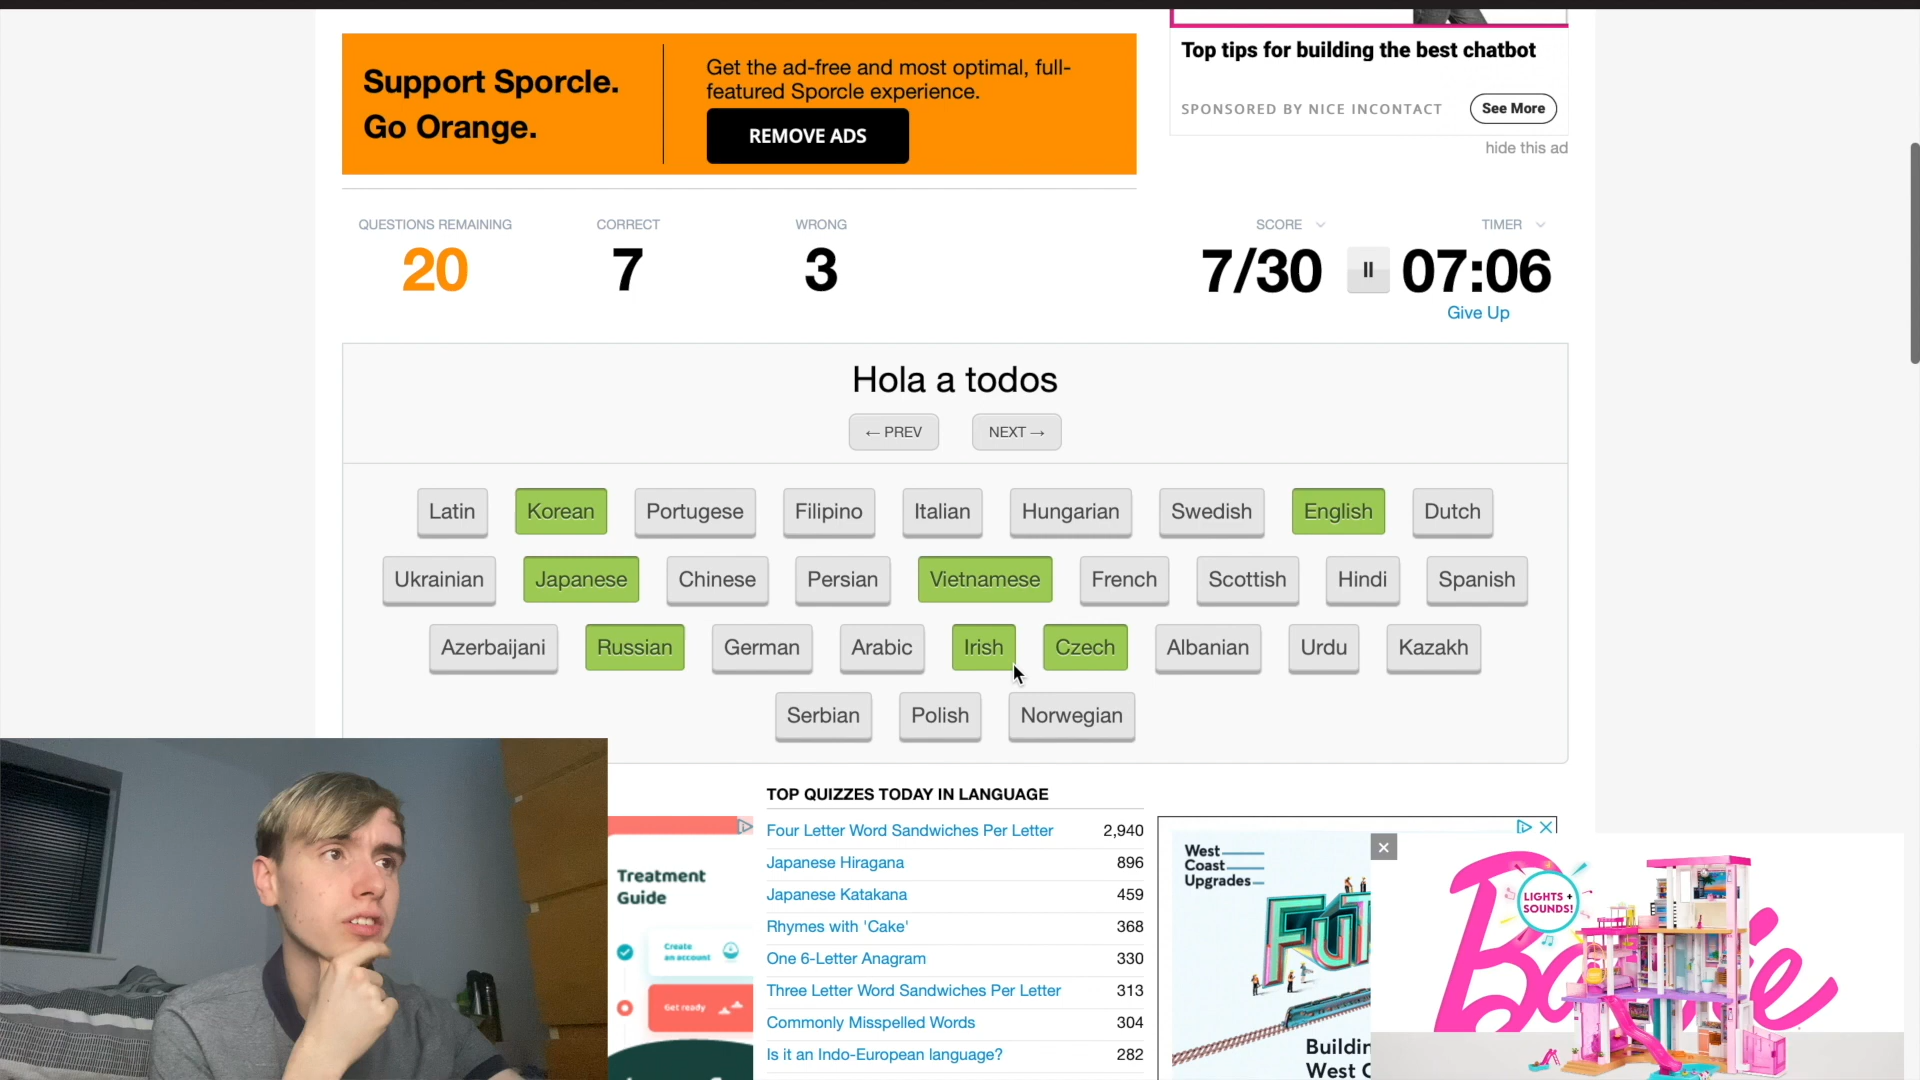 Top tips for building the best chatbot
SPONSORED BY NICE INCONTACT
See More
hide this ad
Support Sporcle.
Go Orange.
Get the ad-free and most optimal, full-
featured Sporcle experience.
REMOVE ADS
QUESTIONS REMAINING
20
CORRECT
7
WRONG
3
SCORE
7/30
TIMER
07:06
Give Up
Hola a todos
← PREV
NEXT →
Latin Korean Portugese Filipino Italian Hungarian Swedish English Dutch
Ukrainian Japanese Chinese Persian Vietnamese French Scottish Hindi Spanish
Azerbaijani Russian German Arabic Irish Czech Albanian Urdu Kazakh
Serbian Polish Norwegian
Treatment
Guide
Create
an account
Get ready
TOP QUIZZES TODAY IN LANGUAGE
Four Letter Word Sandwiches Per Letter 2,940
Japanese Hiragana 896
Japanese Katakana 459
Rhymes with 'Cake' 368
One 6-Letter Anagram 330
Three Letter Word Sandwiches Per Letter 313
Commonly Misspelled Words 304
Is it an Indo-European language? 282
West
Coast
Upgrades
West C
Barbie
LIGHTS +
SOUNDS!